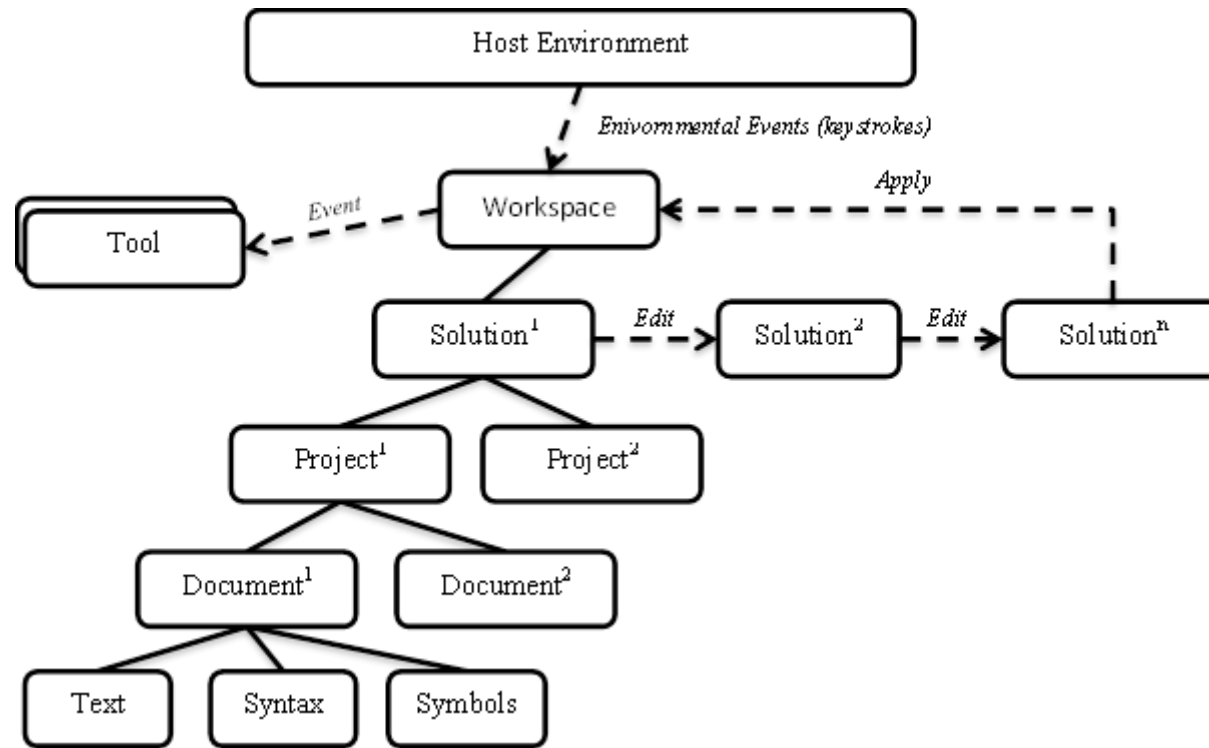 Host Environment
Enivornmental Events (keystrokes)
Apply
Workspace
Event
Tool
Solution¹
Edit
Solution²
Edit
Solutionⁿ
Project¹
Project²
Document¹
Document²
Text
Syntax
Symbols